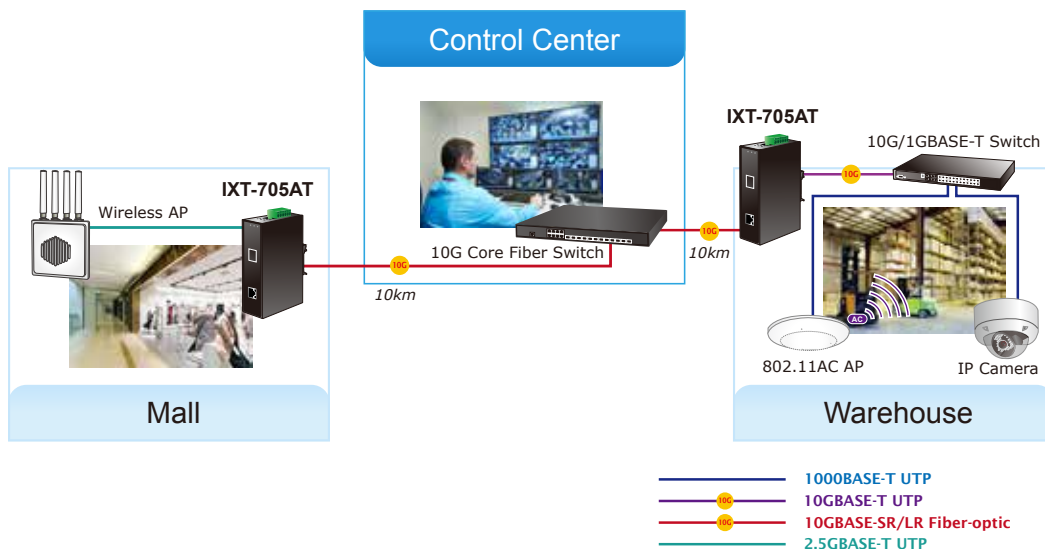 Control Center
IXT-705AT
10G/1GBASE-T Switch
10G
IXT-705AT
Wireless AP
10G
10G Core Fiber Switch
10G
10km
10km
AC
802.11AC AP
IP Camera
Mall
Warehouse
1000BASE-T UTP
10G
10GBASE-T UTP
10G
10GBASE-SR/LR Fiber-optic
2.5GBASE-T UTP